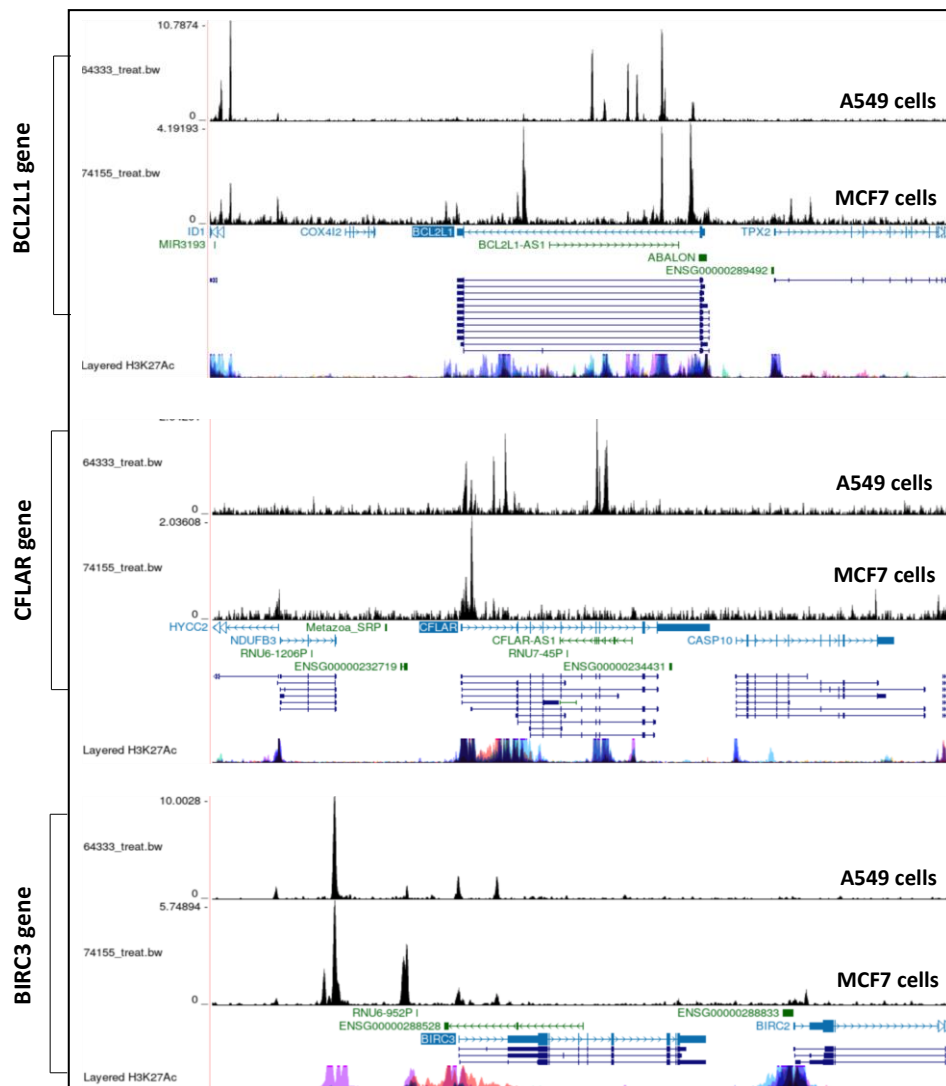 BCL2L1 gene
10.7874 -
64333_treat.bw
A549 cells
0 _
4.19193 -
74155_treat.bw
MCF7 cells
0 _
ID1
COX4I2
BCL2L1
TPX2
MIR3193
BCL2L1-AS1
ABALON
ENSG00000289492
Layered H3K27Ac
CFLAR gene
64333_treat.bw
A549 cells
0 _
2.03608 -
74155_treat.bw
MCF7 cells
0 _
HYCC2
Metazoa_SRP
CFLAR
NDUFB3
CFLAR-AS1
CASP10
RNU6-1206P
RNU7-45P
ENSG00000232719
ENSG00000234431
Layered H3K27Ac
BIRC3 gene
10.0028 -
64333_treat.bw
A549 cells
0 _
5.74894 -
74155_treat.bw
MCF7 cells
0 _
RNU6-952P
ENSG00000288833
ENSG00000288528
BIRC2
BIRC3
Layered H3K27Ac